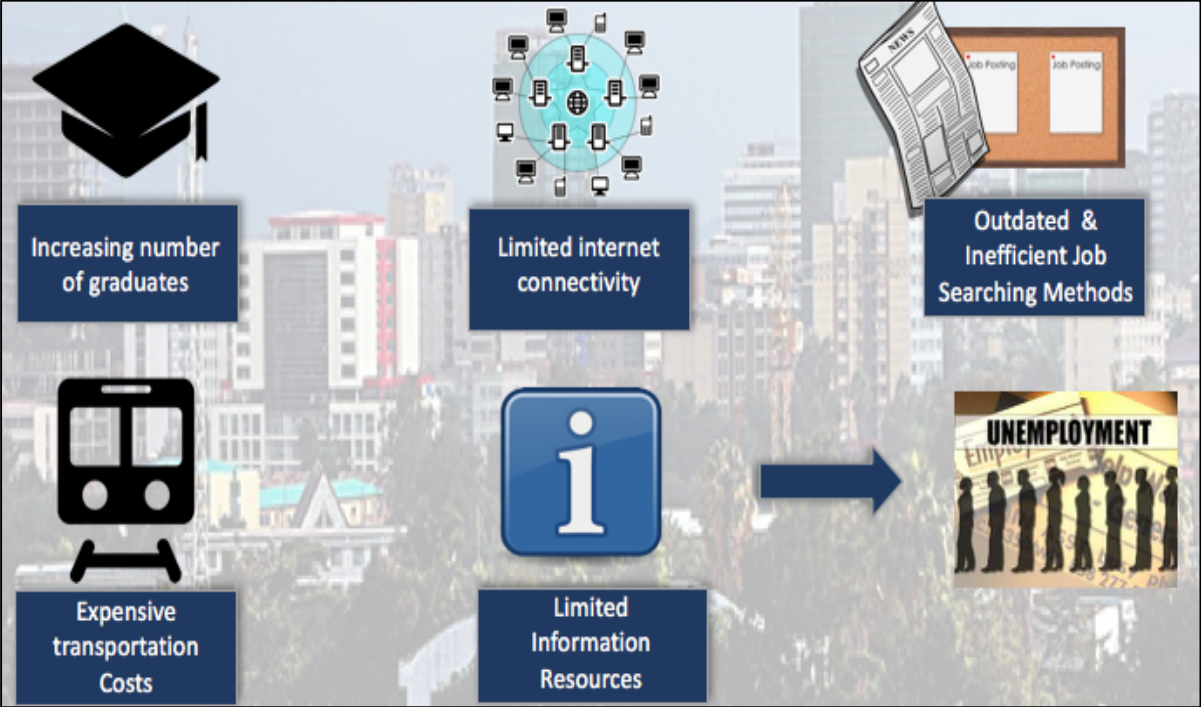 NEWS
Job Posting
Job Posting
Increasing number
of graduates
Limited internet
connectivity
Outdated &
Inefficient Job
Searching Methods
Expensive
transportation
Costs
Limited
Information
Resources
UNEMPLOYMENT